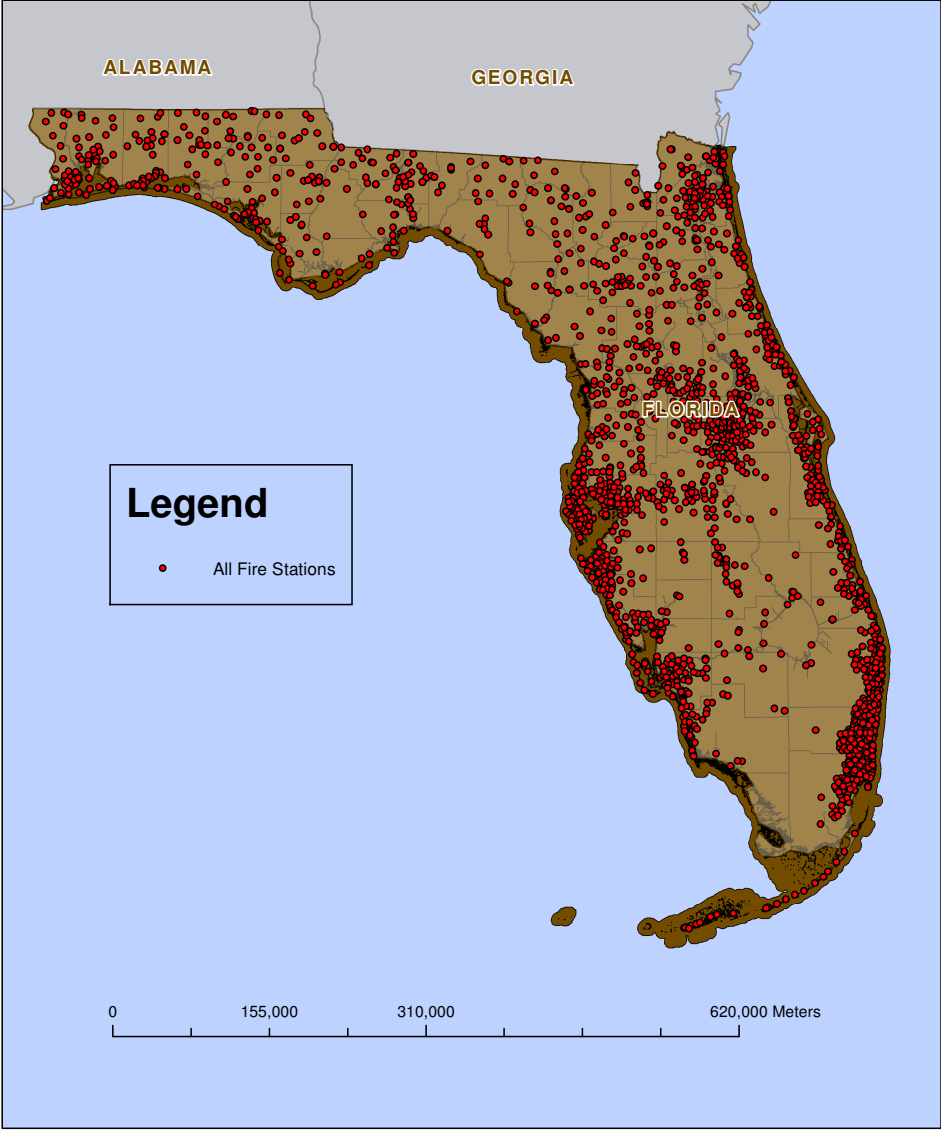 ALABAMA
GEORGIA
FLORIDA
Legend
All Fire Stations
0 155,000 310,000 620,000 Meters